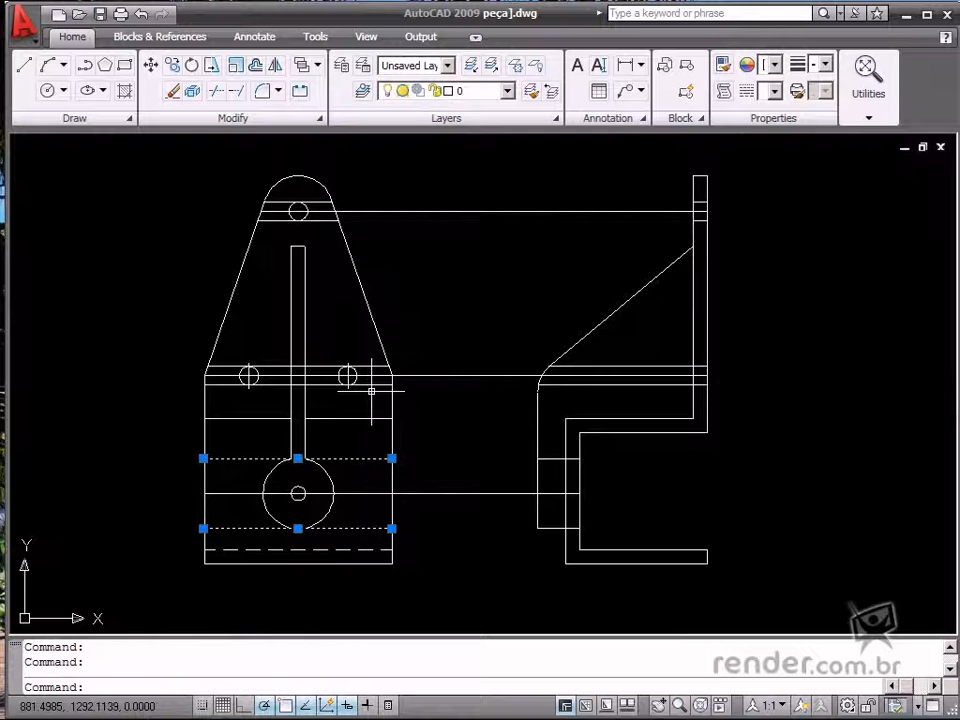 AutoCAD 2009 peça].dwg
Type a keyword or phrase
Home Blocks & References Annotate Tools View Output
Unsaved Lay
0
Utilities
Draw Modify Layers Annotation Block Properties
Y
X
Command:
Command:
Command:
render.com.br
881.4985, 1292.1139, 0.0000
1:1